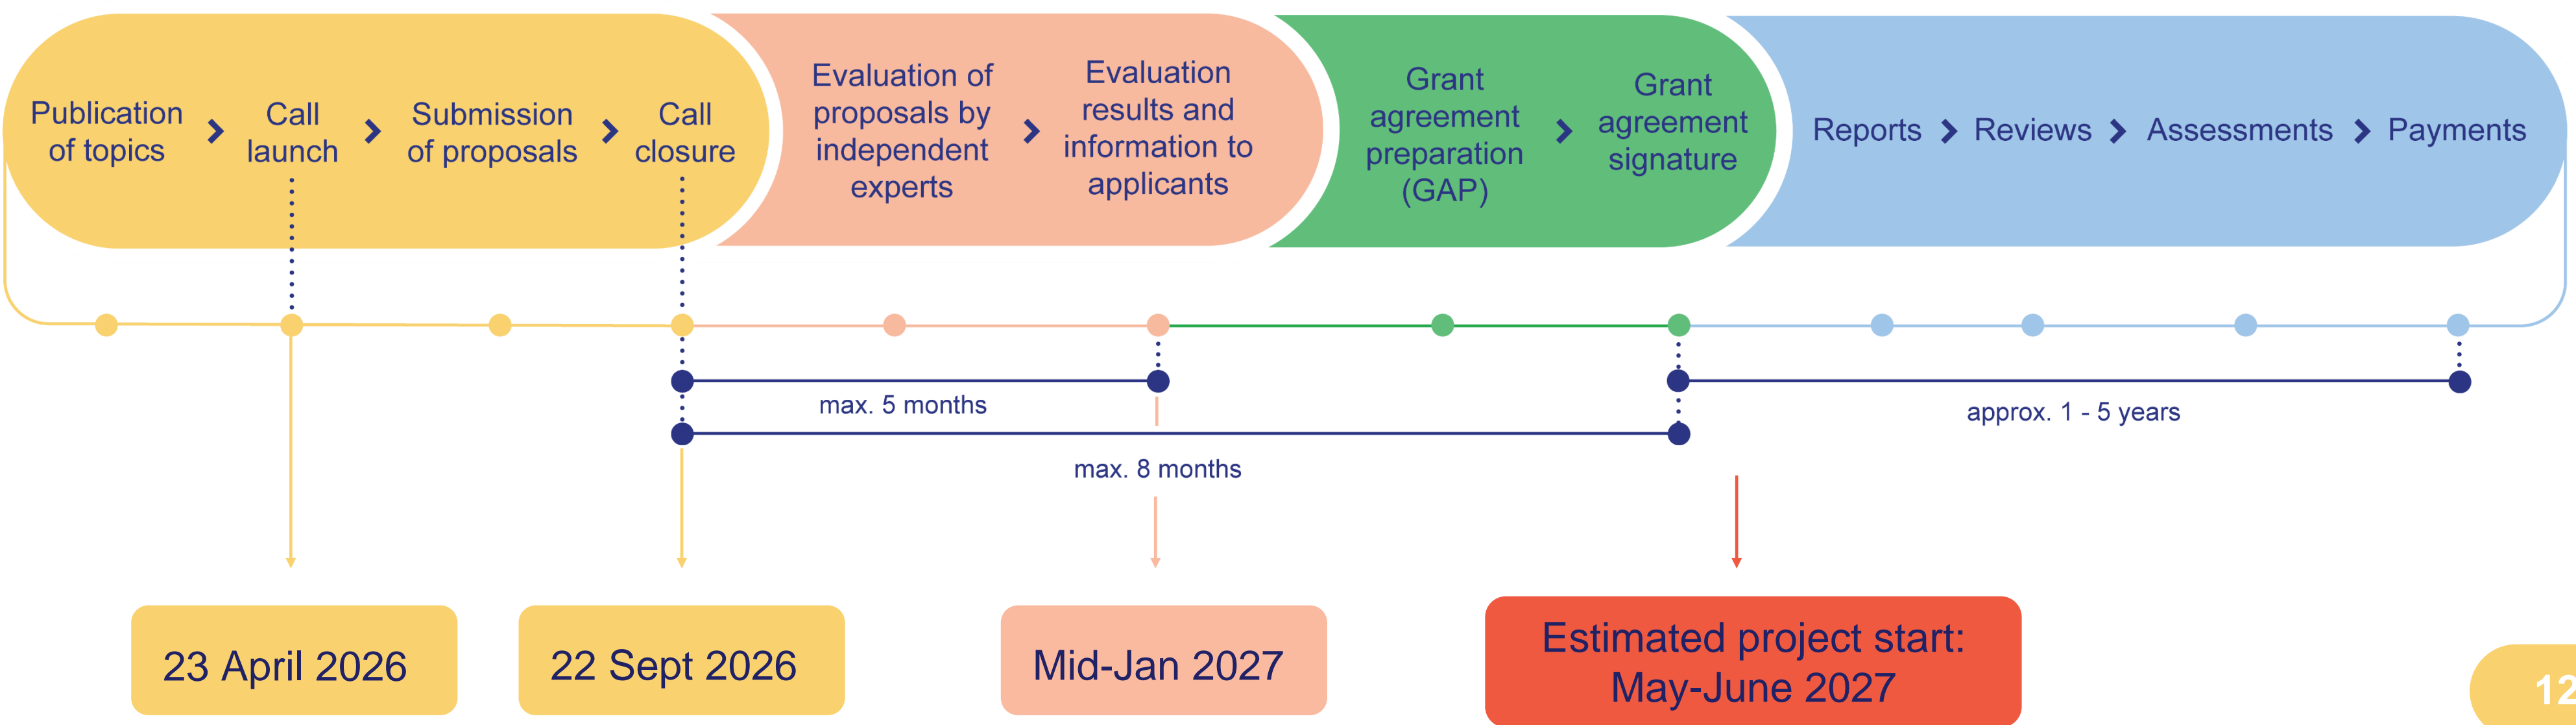 Publication
of topics
Call
launch
Submission
of proposals
Call
closure
Evaluation of
proposals by
independent
experts
Evaluation
results and
information to
applicants
Grant
agreement
preparation
(GAP)
Grant
agreement
signature
Reports
Reviews
Assessments
Payments
max. 5 months
approx. 1 - 5 years
max. 8 months
23 April 2026
22 Sept 2026
Mid-Jan 2027
Estimated project start:
May-June 2027
12